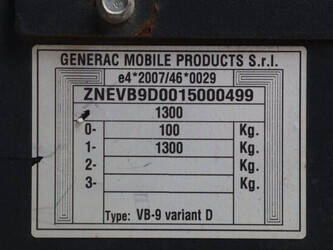 GENERAC MOBILE PRODUCTS S.r.l.
e4*2007/46*0029
ZNEVB9D0015000499
1300
0- 100 Kg.
1- 1300 Kg.
2- Kg.
3- Kg.
Type: VB-9 variant D